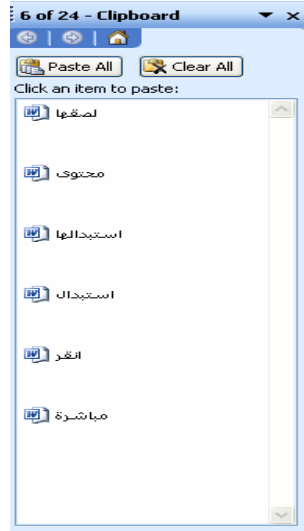 6 of 24 - Clipboard
Paste All Clear All
Click an item to paste:
لصقها
محتوى
استبدالها
استبدال
انقر
مباشرة